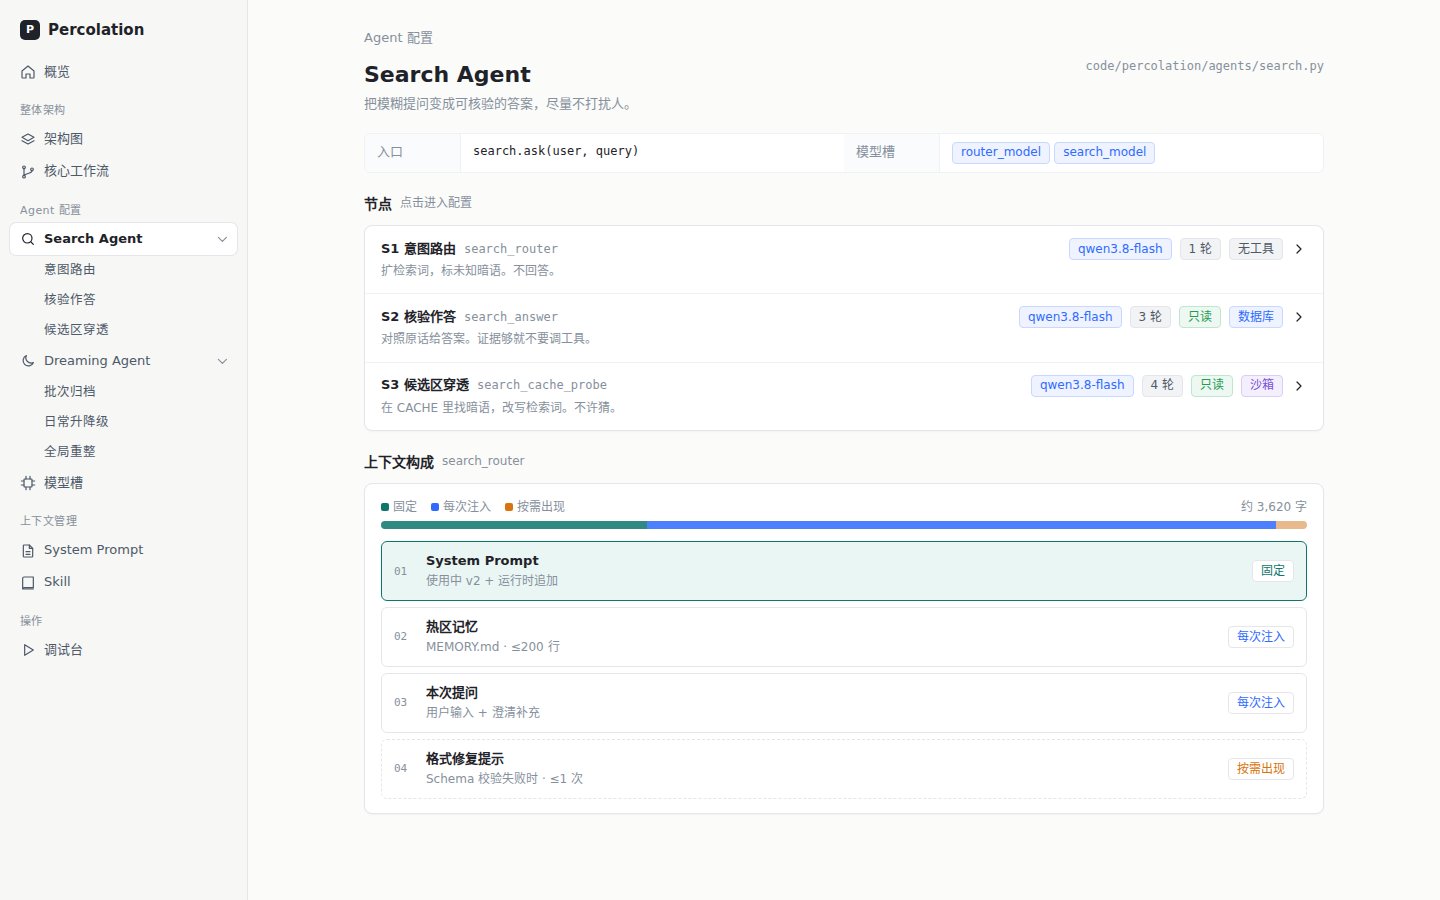 P Percolation
概览
整体架构
架构图
核心工作流
Agent 配置
Search Agent
意图路由
核验作答
候选区穿透
Dreaming Agent
批次归档
日常升降级
全局重整
模型槽
上下文管理
System Prompt
Skill
操作
调试台
Agent 配置
Search Agent
code/percolation/agents/search.py
把模糊提问变成可核验的答案，尽量不打扰人。
入口 search.ask(user, query) 模型槽 router_model search_model
节点 点击进入配置
S1 意图路由 search_router qwen3.8-flash 1 轮 无工具
扩检索词，标未知暗语。不回答。
S2 核验作答 search_answer qwen3.8-flash 3 轮 只读 数据库
对照原话给答案。证据够就不要调工具。
S3 候选区穿透 search_cache_probe qwen3.8-flash 4 轮 只读 沙箱
在 CACHE 里找暗语，改写检索词。不许猜。
上下文构成 search_router
固定 每次注入 按需出现 约 3,620 字
01 System Prompt 固定
使用中 v2 + 运行时追加
02 热区记忆 每次注入
MEMORY.md · ≤200 行
03 本次提问 每次注入
用户输入 + 澄清补充
04 格式修复提示 按需出现
Schema 校验失败时 · ≤1 次